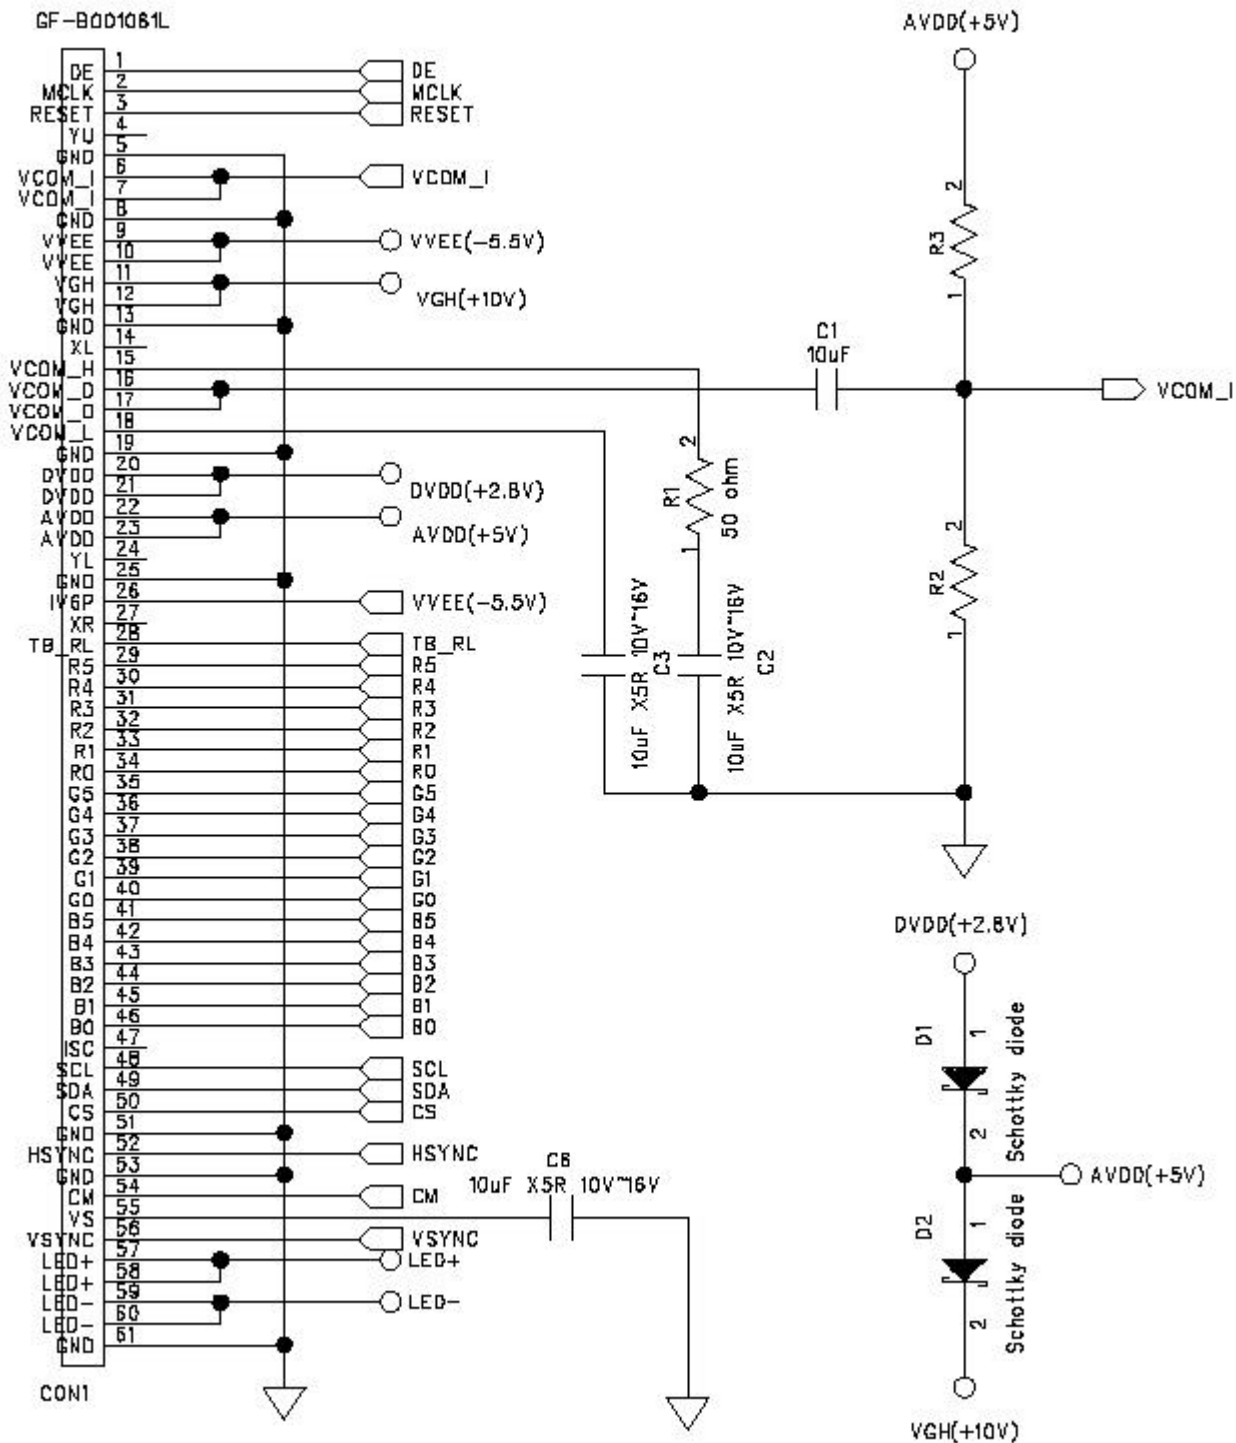 GF-B001061L
AVDD(+5V)
DE 1 DE
MCLK 2 MCLK
RESET 3 RESET
YU 4
GND 5
VCOM_I 6 VCOM_I
VCOM_I 7
GND 8
VVEE 9 VVEE(-5.5V)
VVEE 10
VGH 11 VGH(+10V)
VGH 12
GND 13
XL 14
VCOM_H 15
VCOM_O 16
VCOM_O 17
VCOM_L 18
GND 19
DVDD 20 DVDD(+2.8V)
DVDD 21
AVDD 22 AVDD(+5V)
AVDD 23
YL 24
GND 25
IV6P 26 VVEE(-5.5V)
XR 27
TB_RL 28 TB_RL
R5 29 R5
R4 30 R4
R3 31 R3
R2 32 R2
R1 33 R1
R0 34 R0
G5 35 G5
G4 36 G4
G3 37 G3
G2 38 G2
G1 39 G1
G0 40 G0
B5 41 B5
B4 42 B4
B3 43 B3
B2 44 B2
B1 45 B1
B0 46 B0
ISC 47
SCL 48 SCL
SDA 49 SDA
CS 50 CS
GND 51
HSYNC 52 HSYNC
GND 53
CM 54 CM
VS 55
VSYNC 56 VSYNC
LED+ 57 LED+
LED+ 58
LED- 59 LED-
LED- 60
GND 61
CON1
2
R3
1
C1
10uF
VCOM_I
2
R1
50 ohm
1
2
R2
1
10uF X5R 10V~16V
C3
10uF X5R 10V~16V
C2
C6
10uF X5R 10V~16V
DVDD(+2.8V)
D1
1
2
Schottky diode
AVDD(+5V)
D2
1
2
Schottky diode
VGH(+10V)